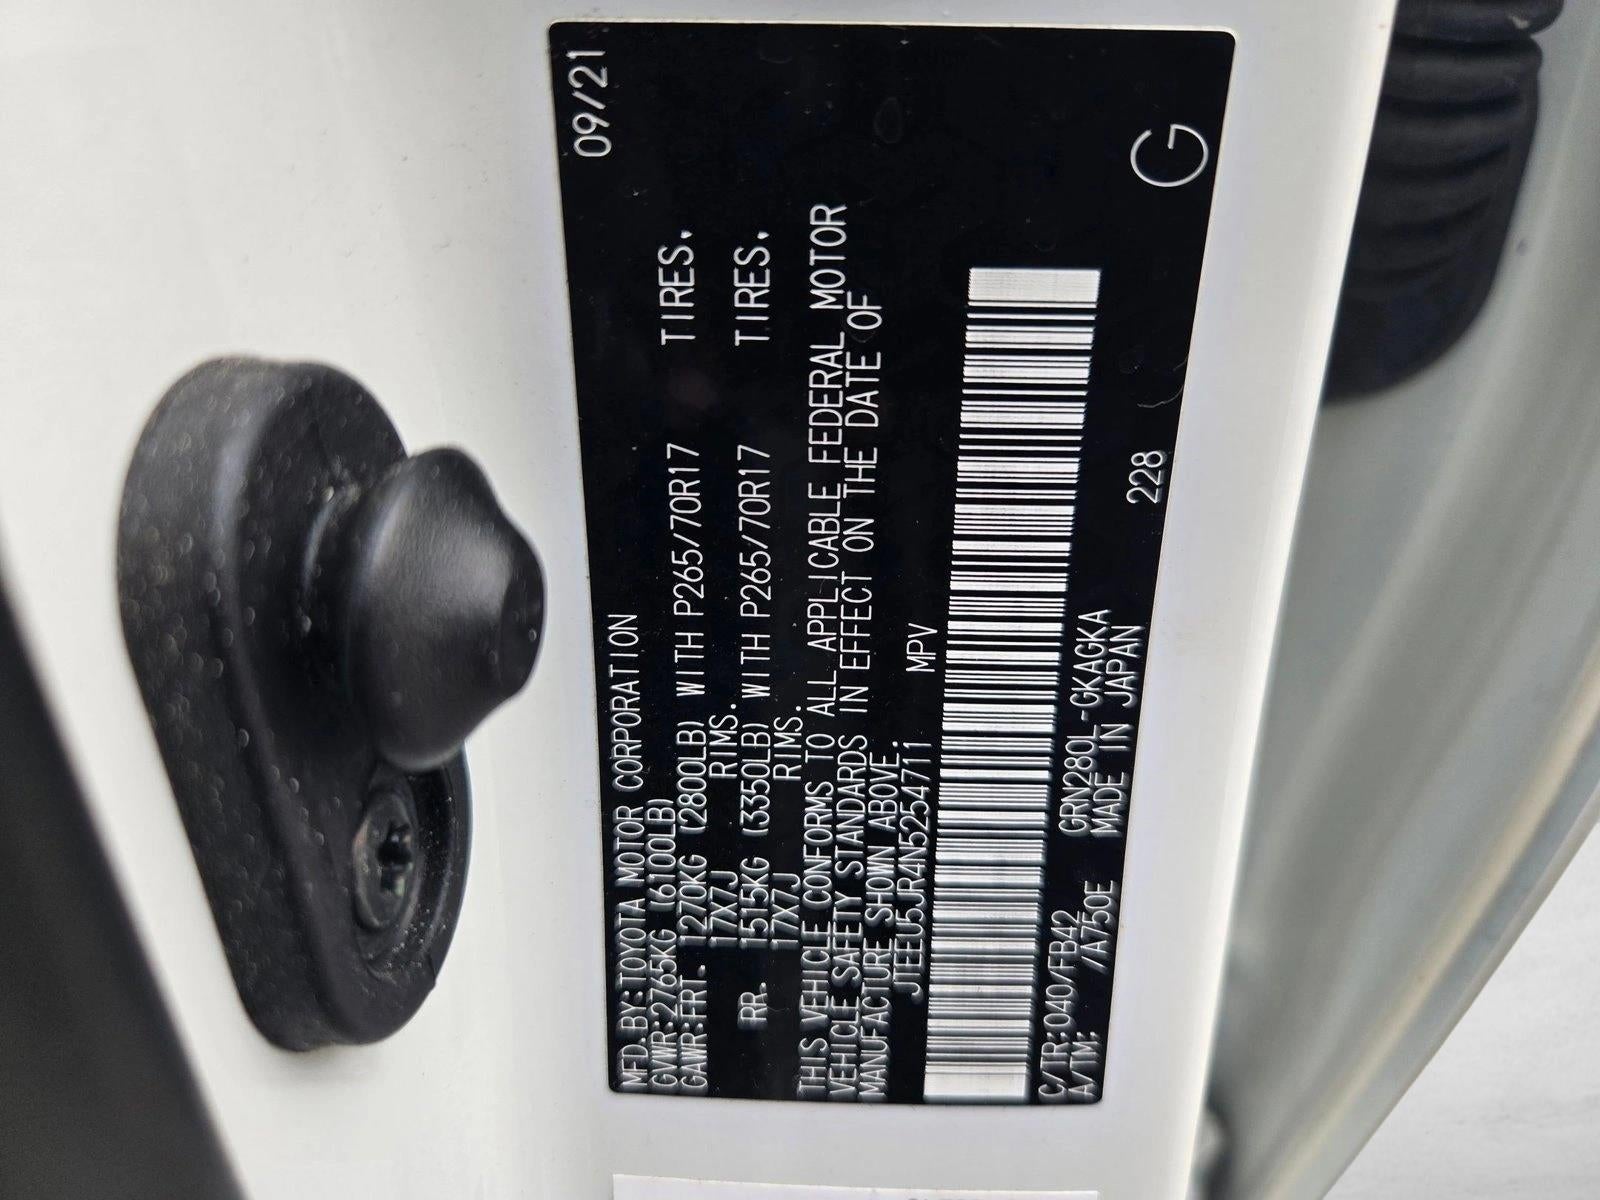 09/21
MFD.BY:TOYOTA MOTOR CORPORATION
GVWR:2765KG (6100LB)
GAWR:FRT. 1270KG (2800LB) WITH P265/70R17 TIRES,
17X7J RIMS.
RR. 1515KG (3350LB) WITH P265/70R17 TIRES,
17X7J RIMS.
THIS VEHICLE CONFORMS TO ALL APPLICABLE FEDERAL MOTOR
VEHICLE SAFETY STANDARDS IN EFFECT ON THE DATE OF
MANUFACTURE SHOWN ABOVE.
JTEEU5JR4N5254711 MPV
C/TR:040/FB42 GRN280L-GKAGKA
A/TM: /A750E MADE IN JAPAN
228
G